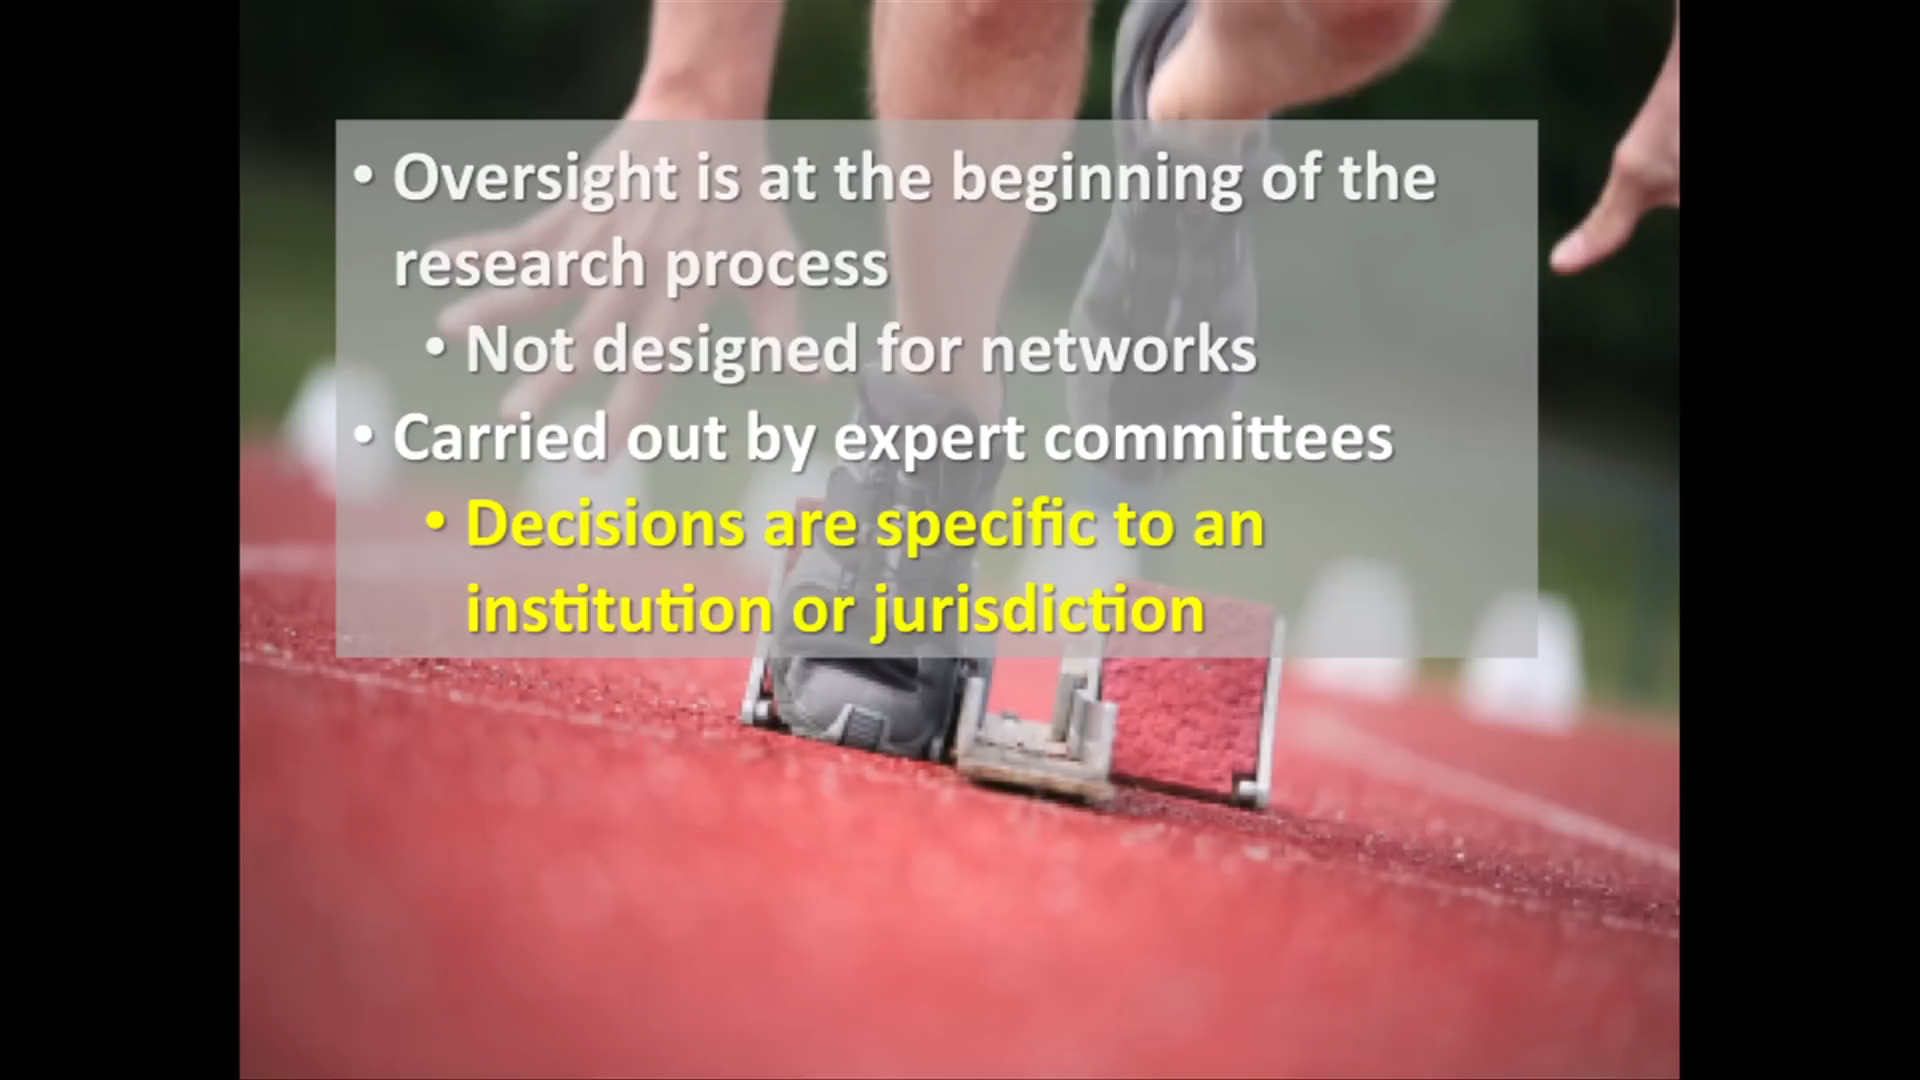 • Oversight is at the beginning of the
research process
• Not designed for networks
• Carried out by expert committees
• Decisions are specific to an
institution or jurisdiction